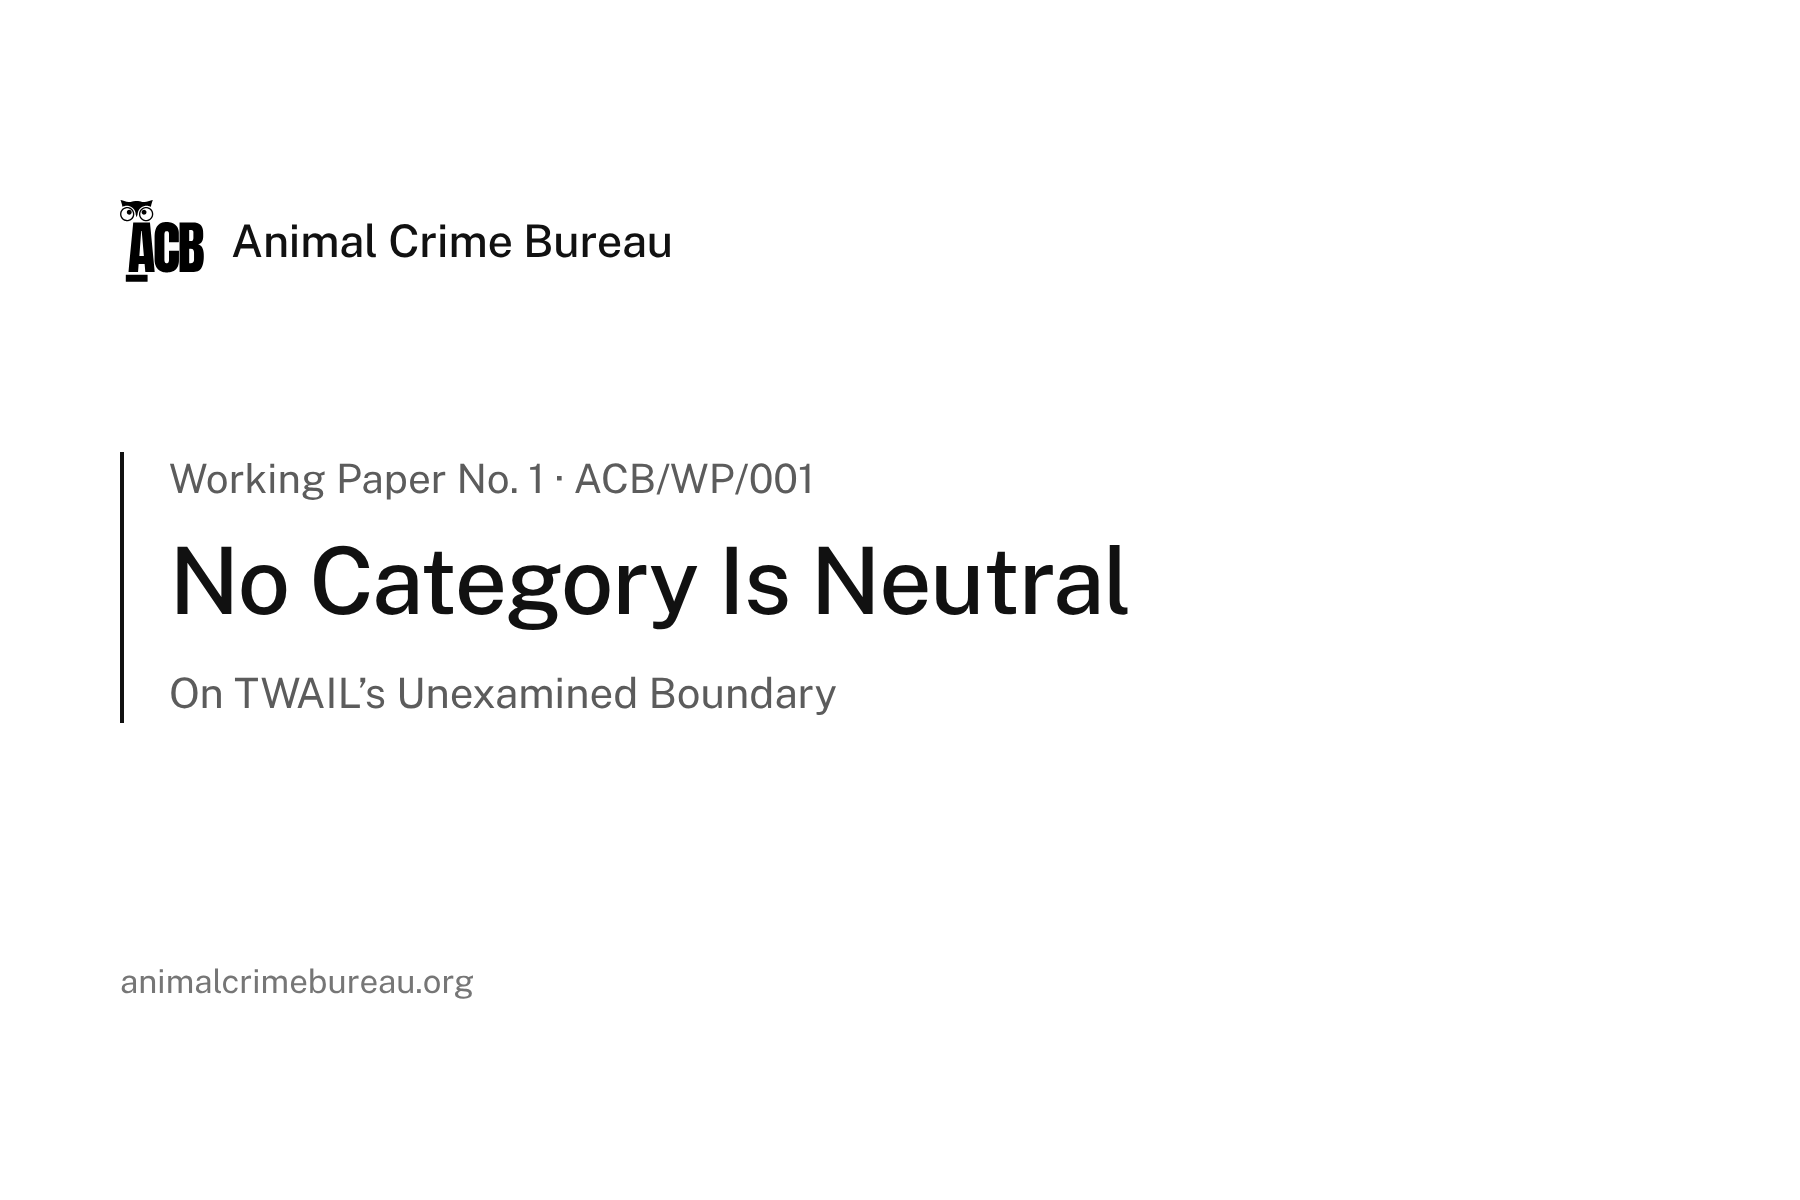 ACB Animal Crime Bureau
Working Paper No. 1 · ACB/WP/001
No Category Is Neutral
On TWAIL’s Unexamined Boundary
animalcrimebureau.org